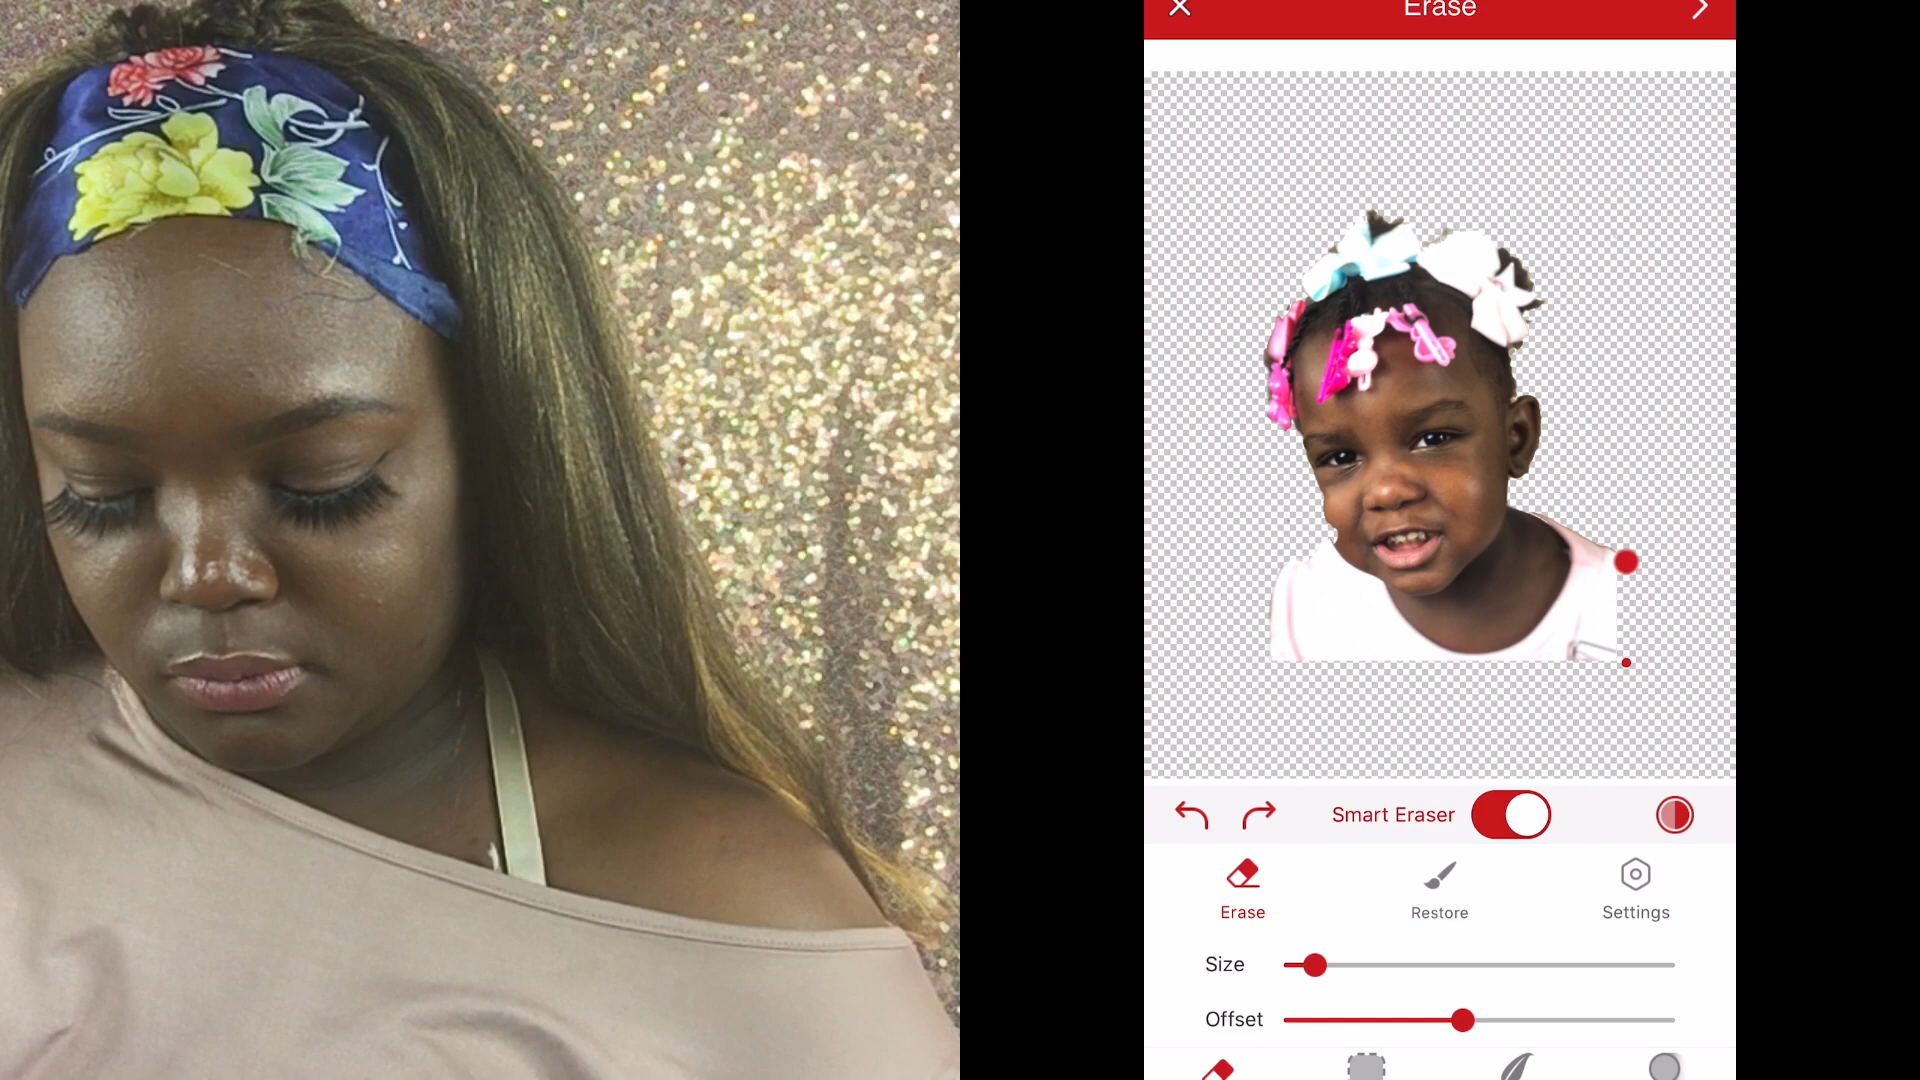 Erase
Smart Eraser
Erase
Restore
Settings
Size
Offset